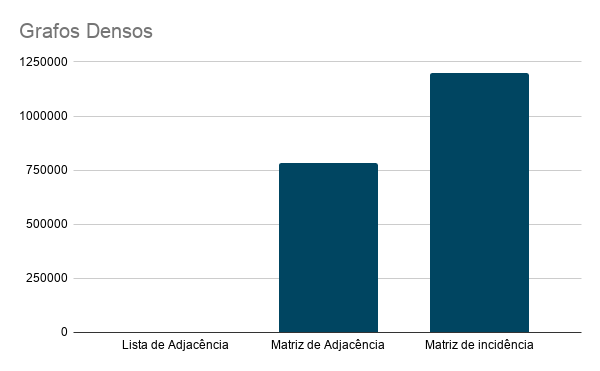 Grafos Densos
1250000
1000000
750000
500000
250000
0
Lista de Adjacência
Matriz de Adjacência
Matriz de incidência